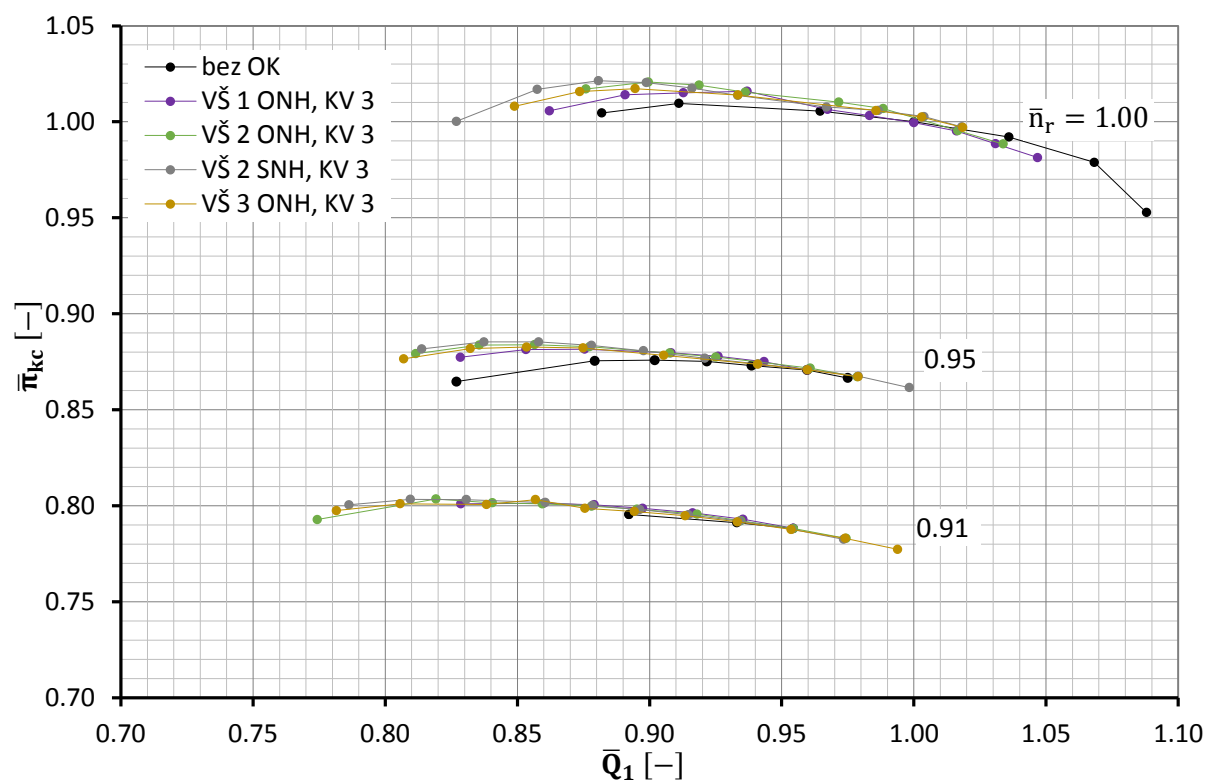 1.05
1.00
0.95
0.90
0.85
0.80
0.75
0.70
π̅kc [−]
bez OK
VŠ 1 ONH, KV 3
VŠ 2 ONH, KV 3
VŠ 2 SNH, KV 3
VŠ 3 ONH, KV 3
n̅r = 1.00
0.95
0.91
0.70 0.75 0.80 0.85 0.90 0.95 1.00 1.05 1.10
Q̅1 [−]